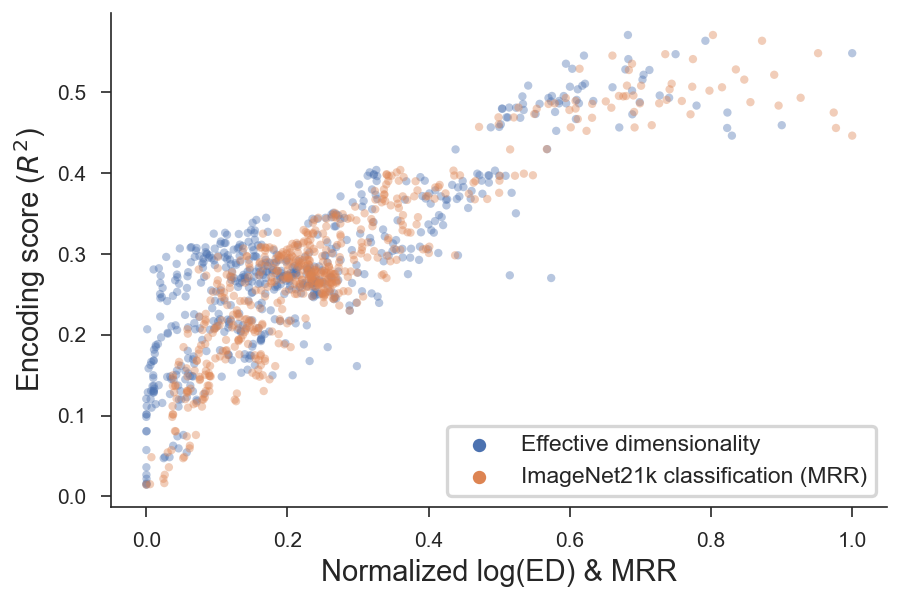 Encoding score (R²)
0.5
0.4
0.3
0.2
0.1
0.0
Effective dimensionality
ImageNet21k classification (MRR)
0.0 0.2 0.4 0.6 0.8 1.0
Normalized log(ED) & MRR